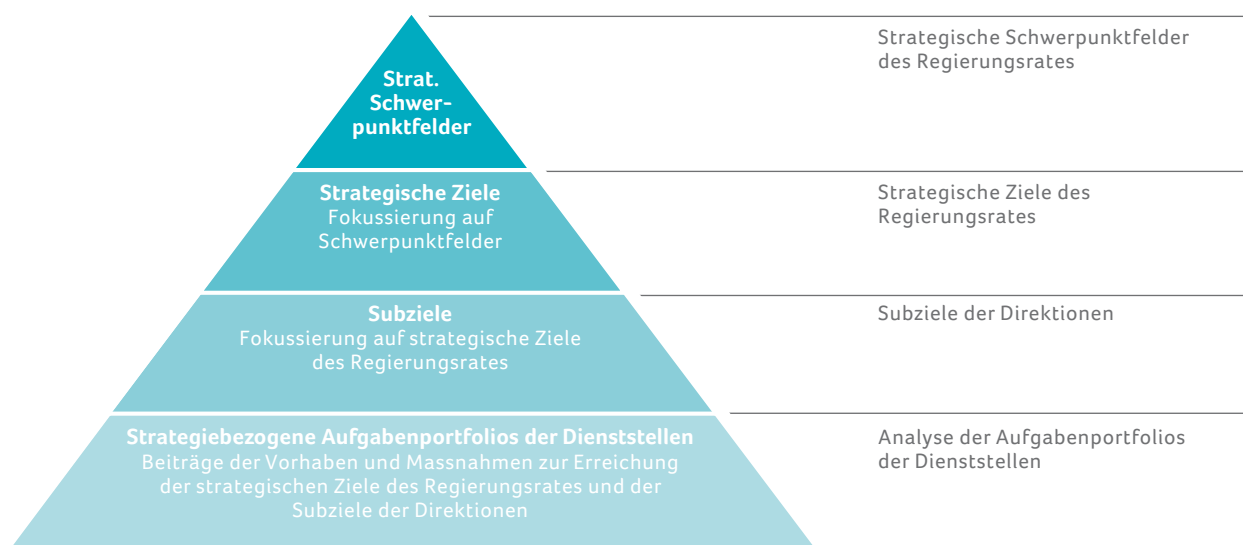 Strat.
Schwer-
punktfelder
Strategische Schwerpunktfelder
des Regierungsrates
Strategische Ziele
Fokussierung auf
Schwerpunktfelder
Strategische Ziele des
Regierungsrates
Subziele
Fokussierung auf strategische Ziele
des Regierungsrates
Subziele der Direktionen
Strategiebezogene Aufgabenportfolios der Dienststellen
Beiträge der Vorhaben und Massnahmen zur Erreichung
der strategischen Ziele des Regierungsrates und der
Subziele der Direktionen
Analyse der Aufgabenportfolios
der Dienststellen